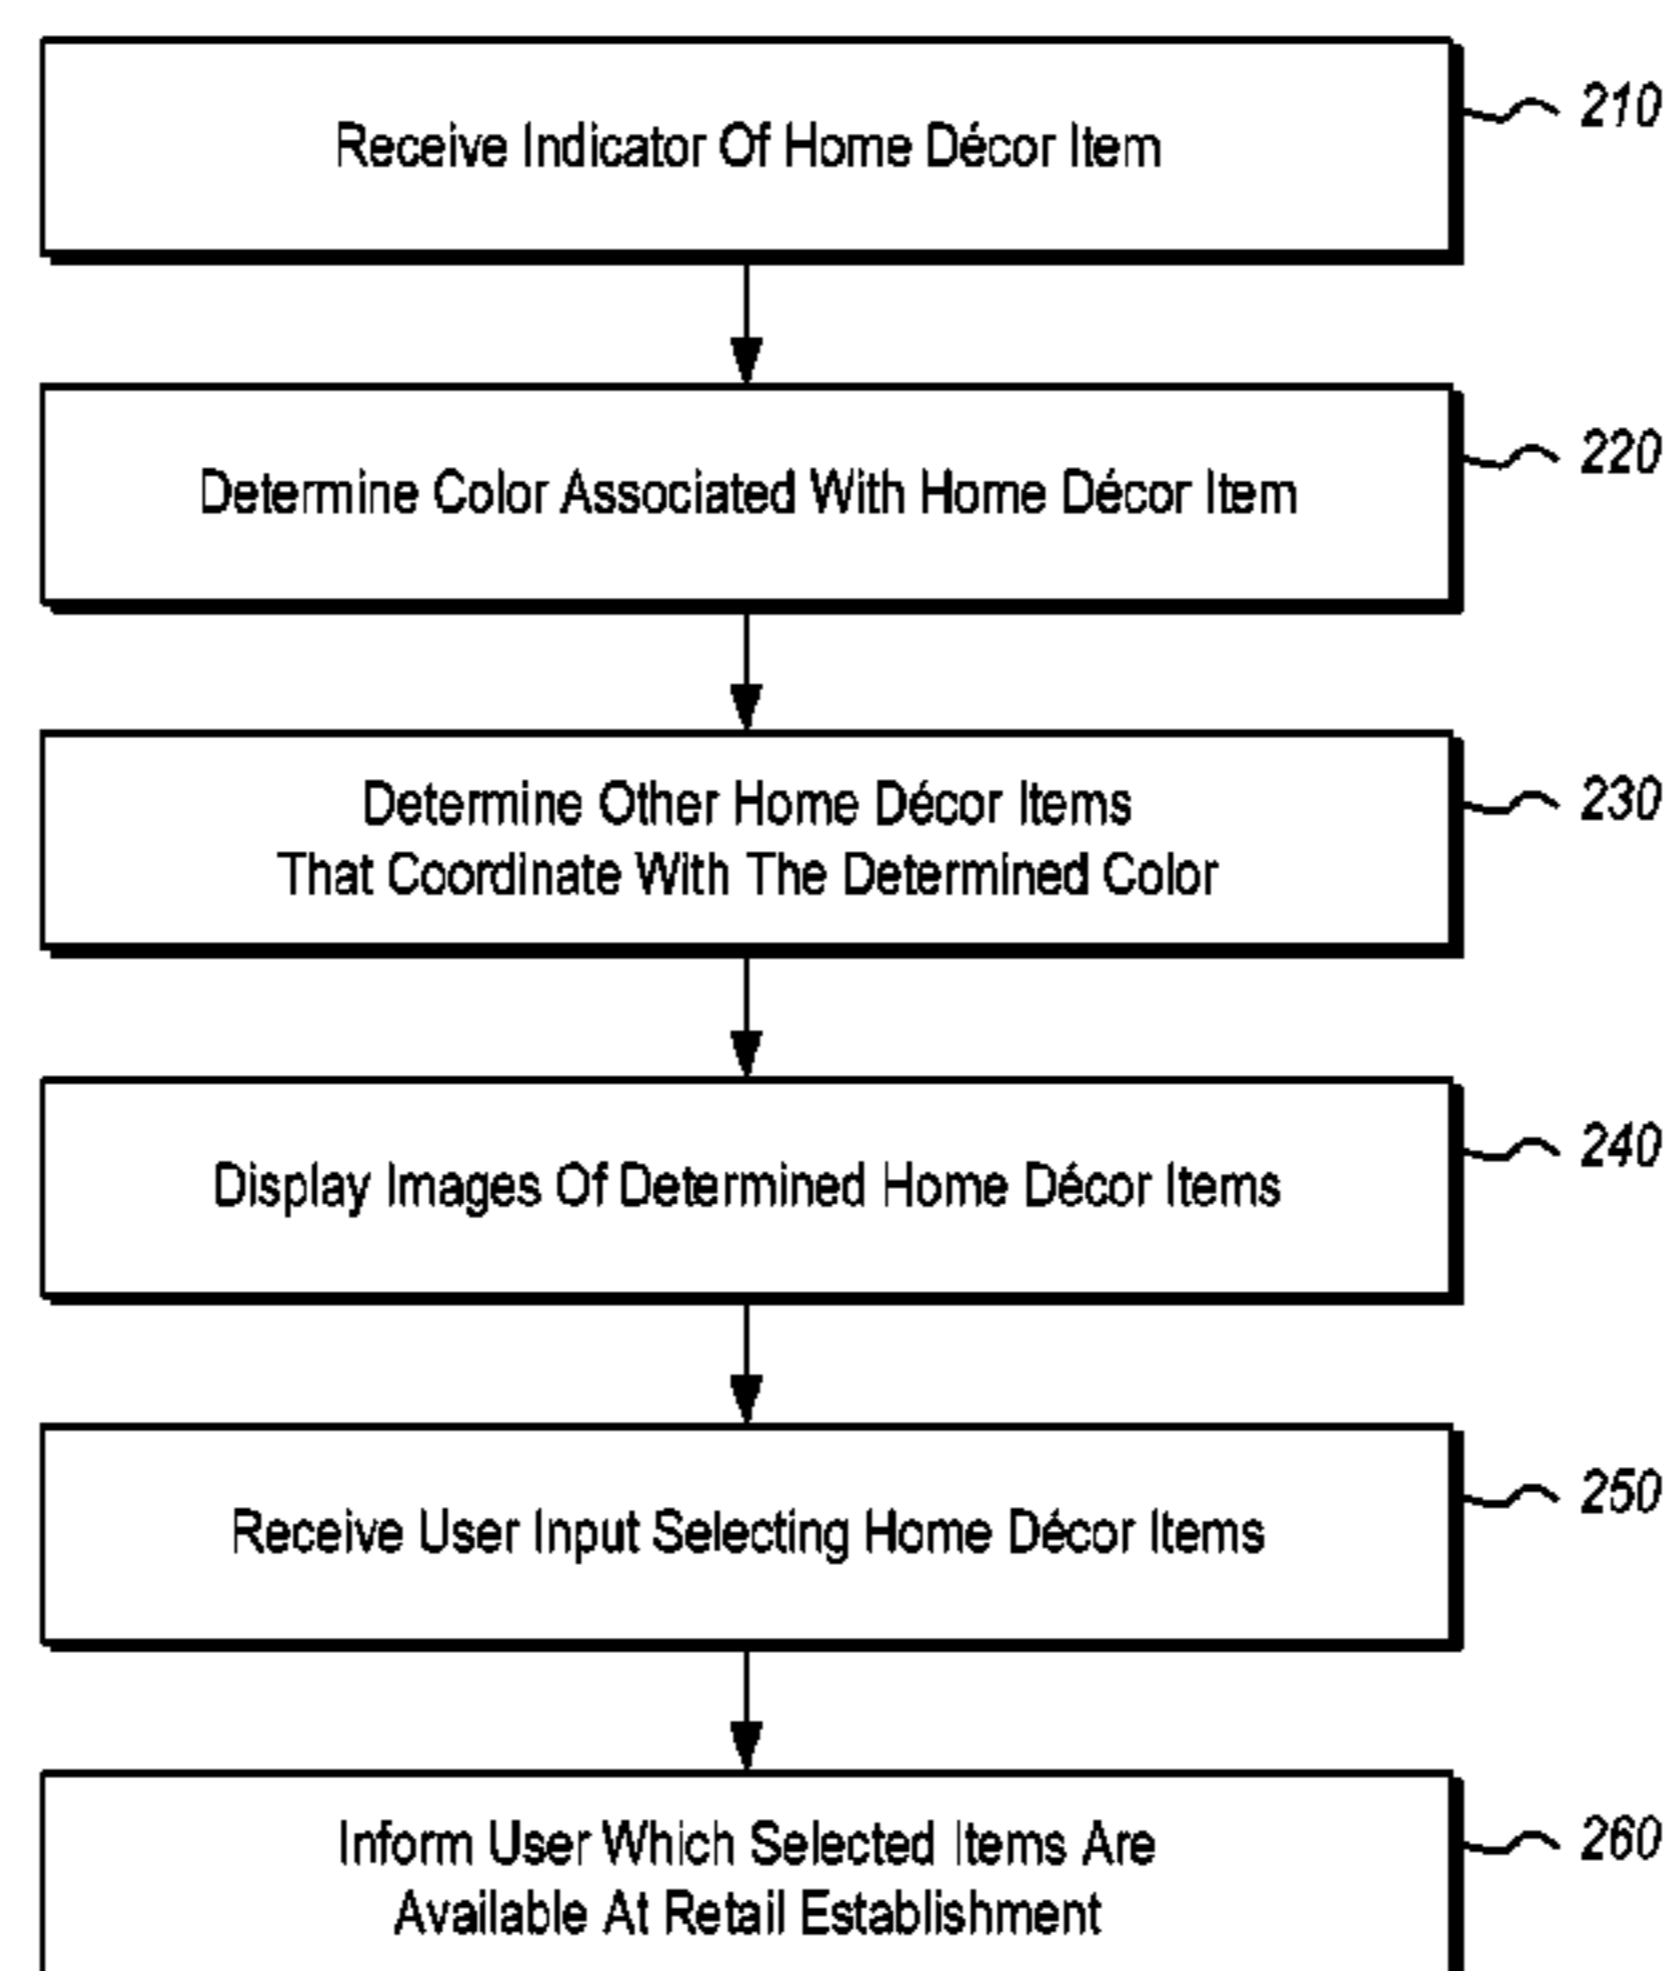 Receive Indicator Of Home Décor Item
210
Determine Color Associated With Home Décor Item
220
Determine Other Home Décor Items
That Coordinate With The Determined Color
230
Display Images Of Determined Home Décor Items
240
Receive User Input Selecting Home Décor Items
250
Inform User Which Selected Items Are
Available At Retail Establishment
260